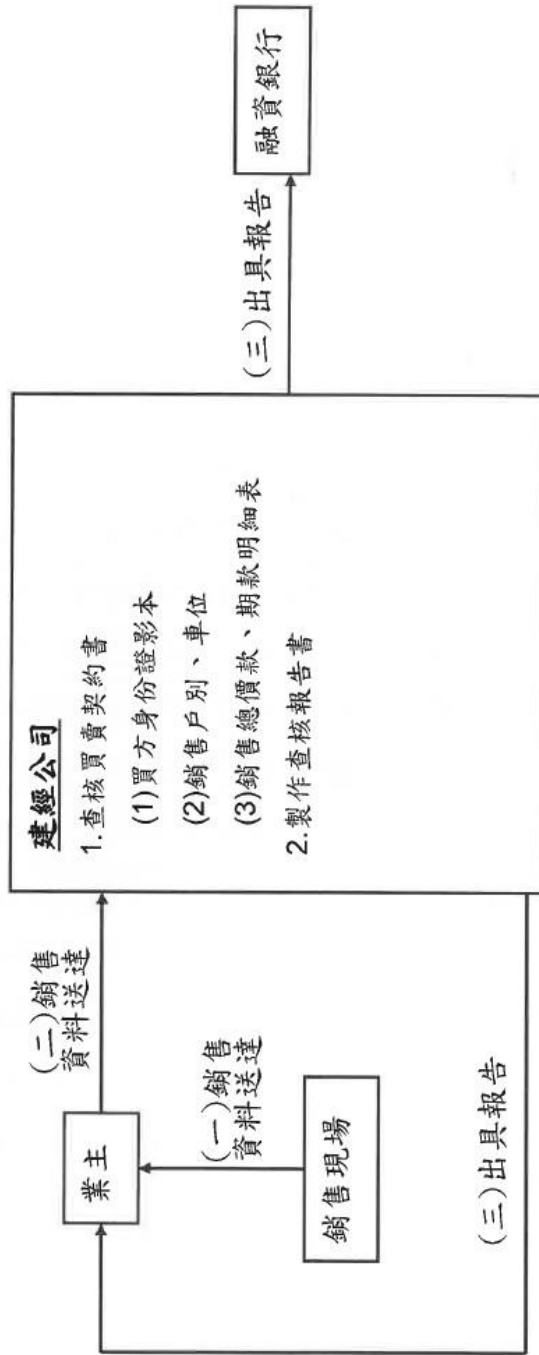 業主
(一)銷售
資料送達
銷售現場
(二)銷售
資料送達
建經公司
1.查核買賣契約書
(1)買方身份證影本
(2)銷售戶別、車位
(3)銷售總價款、期款明細表
2.製作查核報告書
(三)出具報告
融資銀行
(三)出具報告